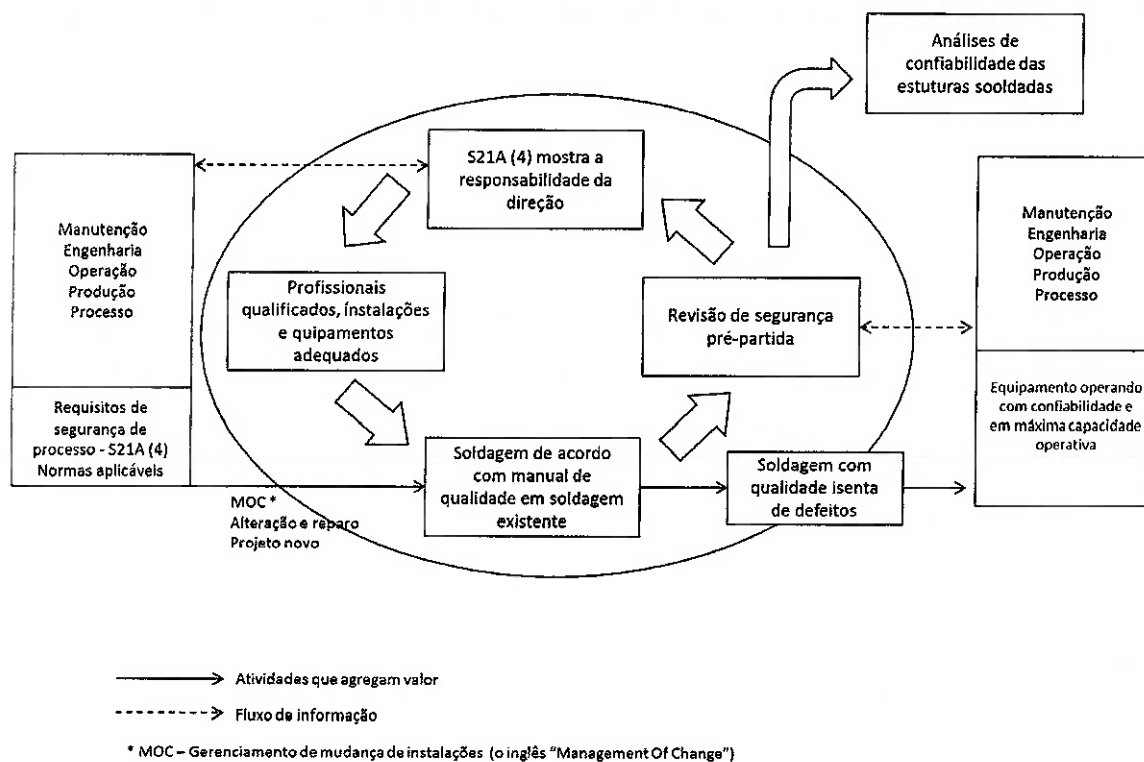 Análises de
confiabilidade das
estuturas sooldadas
S21A (4) mostra a
responsabilidade da
direção
Manutenção
Engenharia
Operação
Produção
Processo
Manutenção
Engenharia
Operação
Produção
Processo
Profissionais
qualificados, ínstalações
e quipamentos
adequados
Revisão de segurança
pré-partida
Requisitos de
segurança de
processo - S21A (4)
Normas aplicáveis
Equipamento operando
com confiabilidade e
em máxima capacidade
operativa
Soldagem de acordo
com manual de
qualidade em soldagem
existente
Soldagem com
qualidade isenta
de defeitos
MOC *
Alteração e reparo
Projeto novo
Atividades que agregam valor
Fluxo de informação
* MOC – Gerenciamento de mudança de instalações (o inglês "Management Of Change")